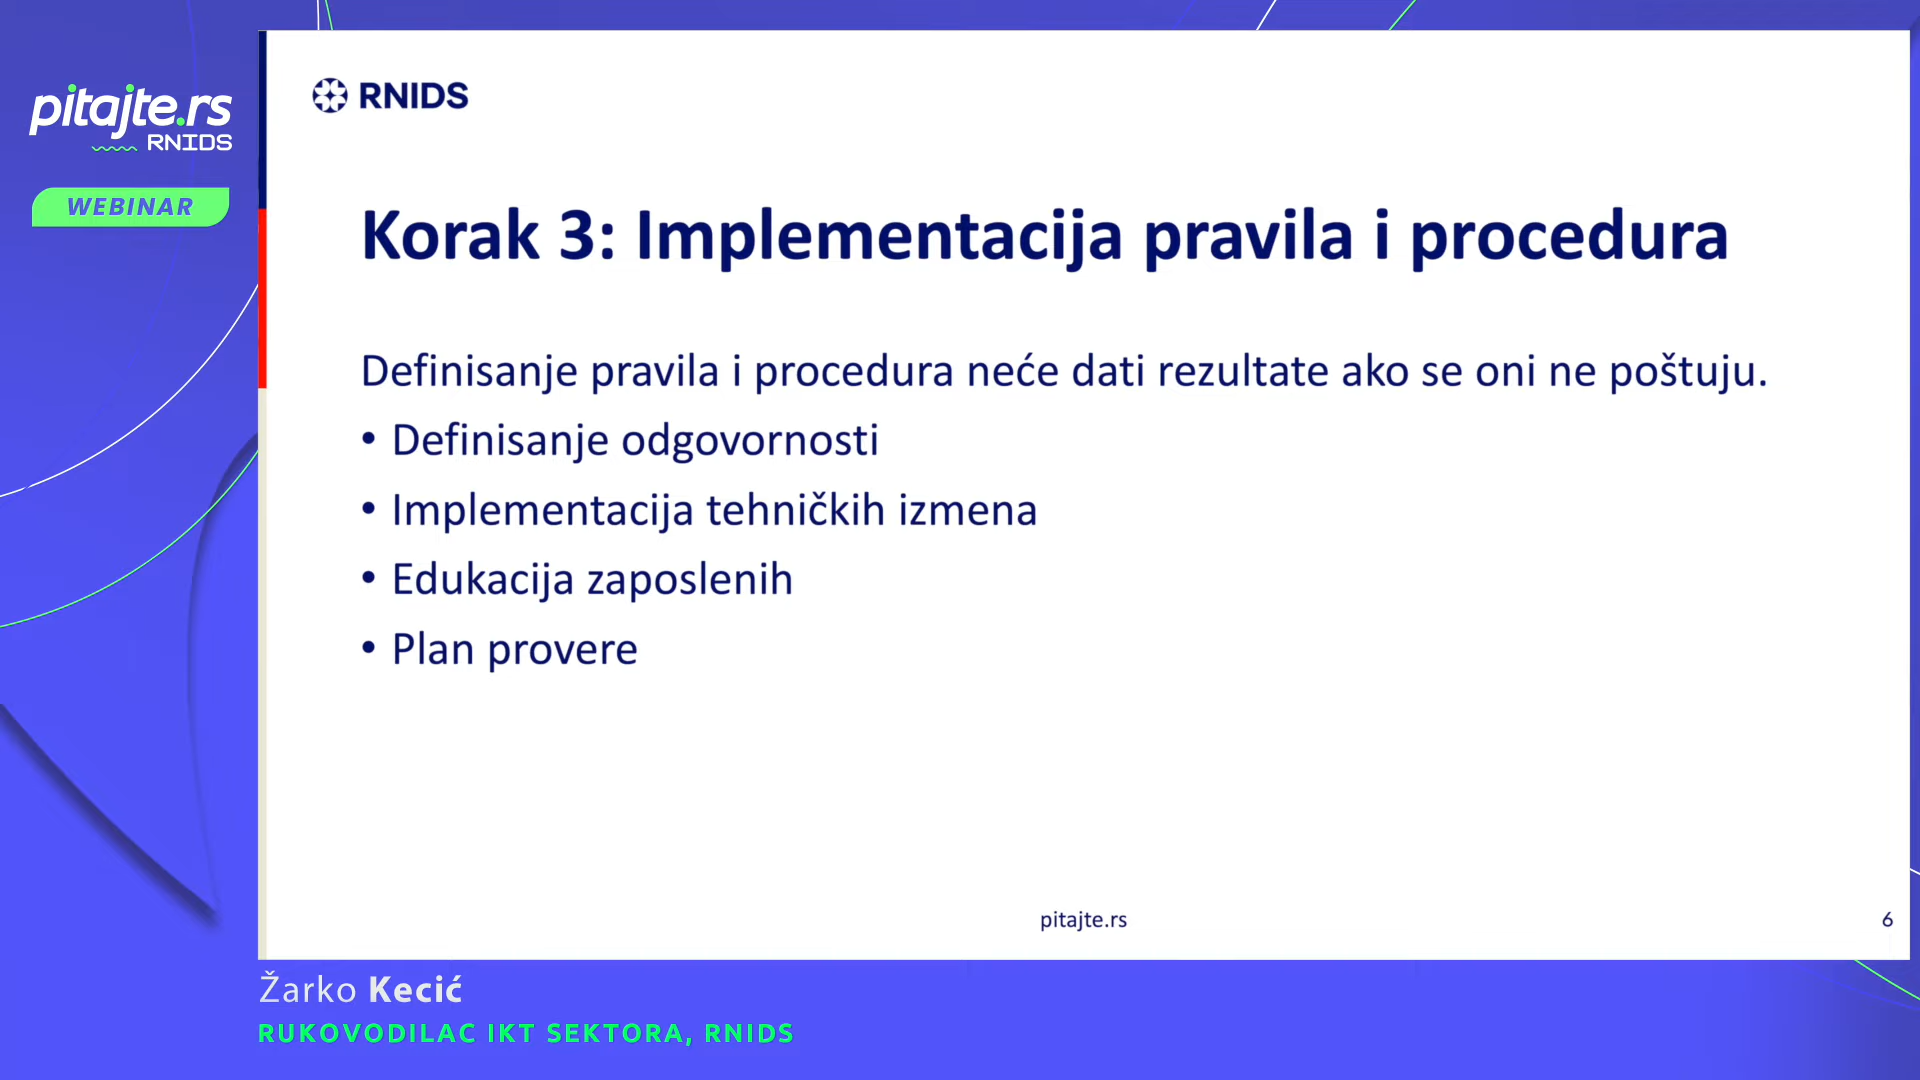 pitajte.rs
RNIDS
WEBINAR
RNIDS
Korak 3: Implementacija pravila i procedura
Definisanje pravila i procedura neće dati rezultate ako se oni ne poštuju.
• Definisanje odgovornosti
• Implementacija tehničkih izmena
• Edukacija zaposlenih
• Plan provere
pitajte.rs
6
Žarko Kecić
RUKOVODILAC IKT SEKTORA, RNIDS